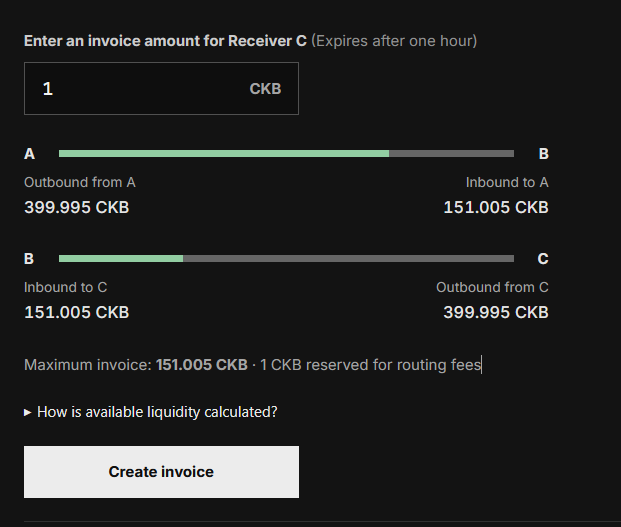 Enter an invoice amount for Receiver C (Expires after one hour)
1 CKB
A B
Outbound from A Inbound to A
399.995 CKB 151.005 CKB
B C
Inbound to C Outbound from C
151.005 CKB 399.995 CKB
Maximum invoice: 151.005 CKB · 1 CKB reserved for routing fees
▸ How is available liquidity calculated?
Create invoice